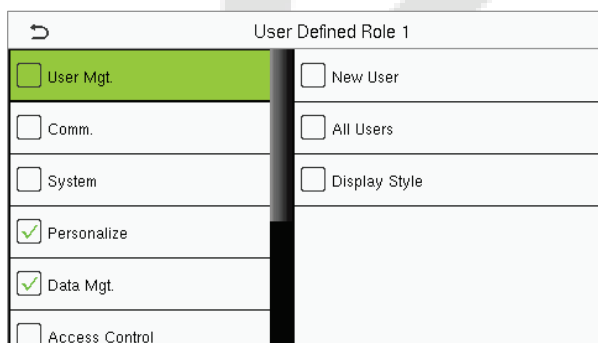 User Defined Role 1
User Mgt.
New User
Comm.
All Users
System
Display Style
Personalize
Data Mgt.
Access Control